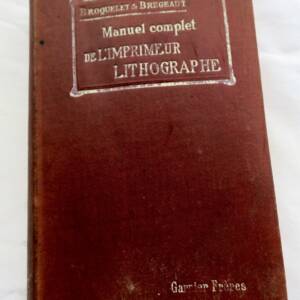 BROQUELET & BREGEAUT
Manuel complet
DE L'IMPRIMEUR
LITHOGRAPHE
Garnier Frères